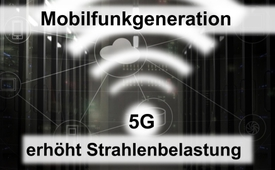 Mobilfunkgeneration
5G
erhöht Strahlenbelastung